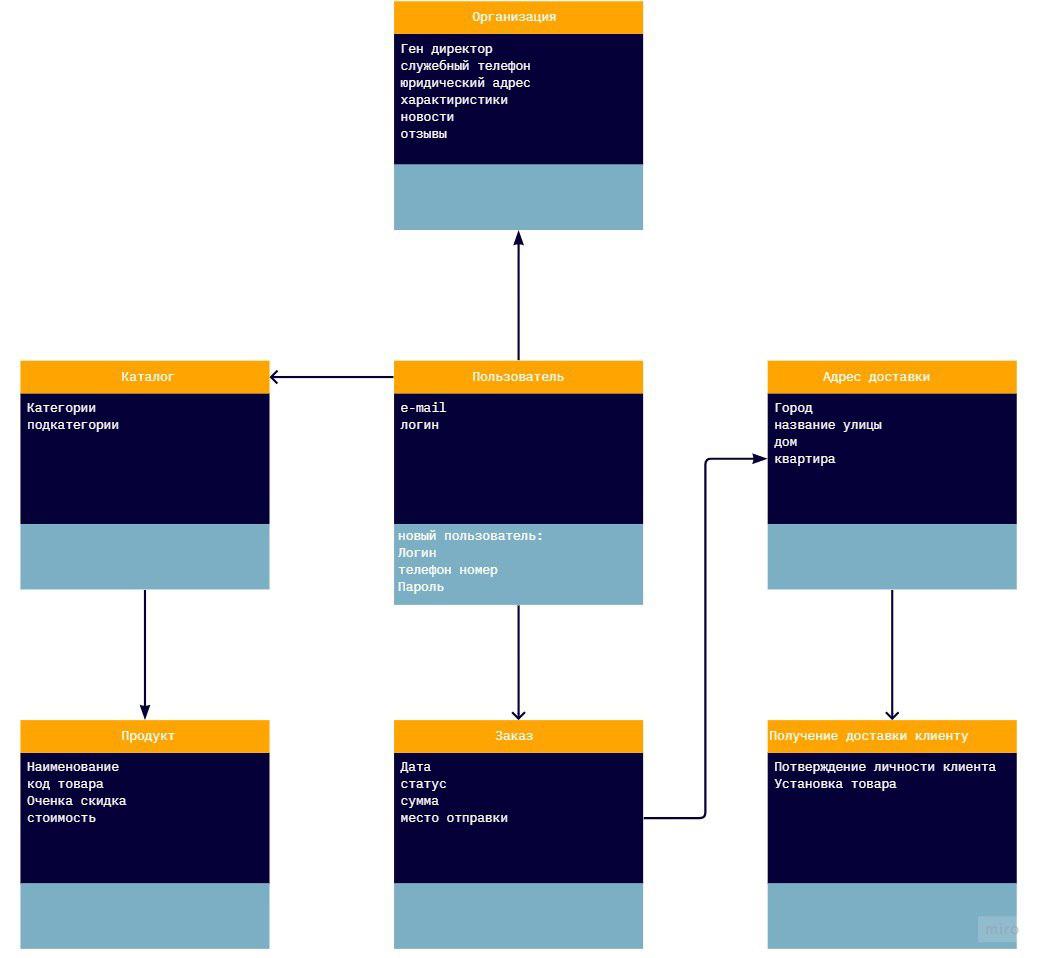 Организация
Ген директор
служебный телефон
юридический адрес
характиристики
новости
отзывы
Каталог
Категории
подкатегории
Пользователь
e-mail
логин
новый пользователь:
Логин
телефон номер
Пароль
Адрес доставки
Город
название улицы
дом
квартира
Продукт
Наименование
код товара
Оченка скидка
стоимость
Заказ
Дата
статус
сумма
место отправки
Получение доставки клиенту
Потверждение личности клиента
Установка товара
miro